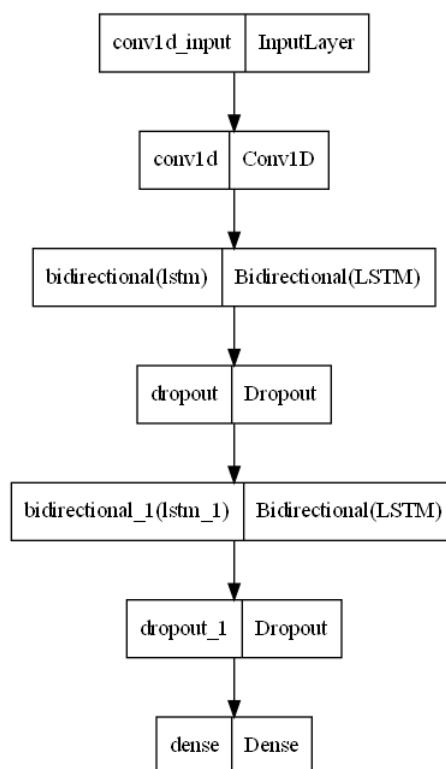 conv1d_input InputLayer
conv1d Conv1D
bidirectional(lstm) Bidirectional(LSTM)
dropout Dropout
bidirectional_1(lstm_1) Bidirectional(LSTM)
dropout_1 Dropout
dense Dense